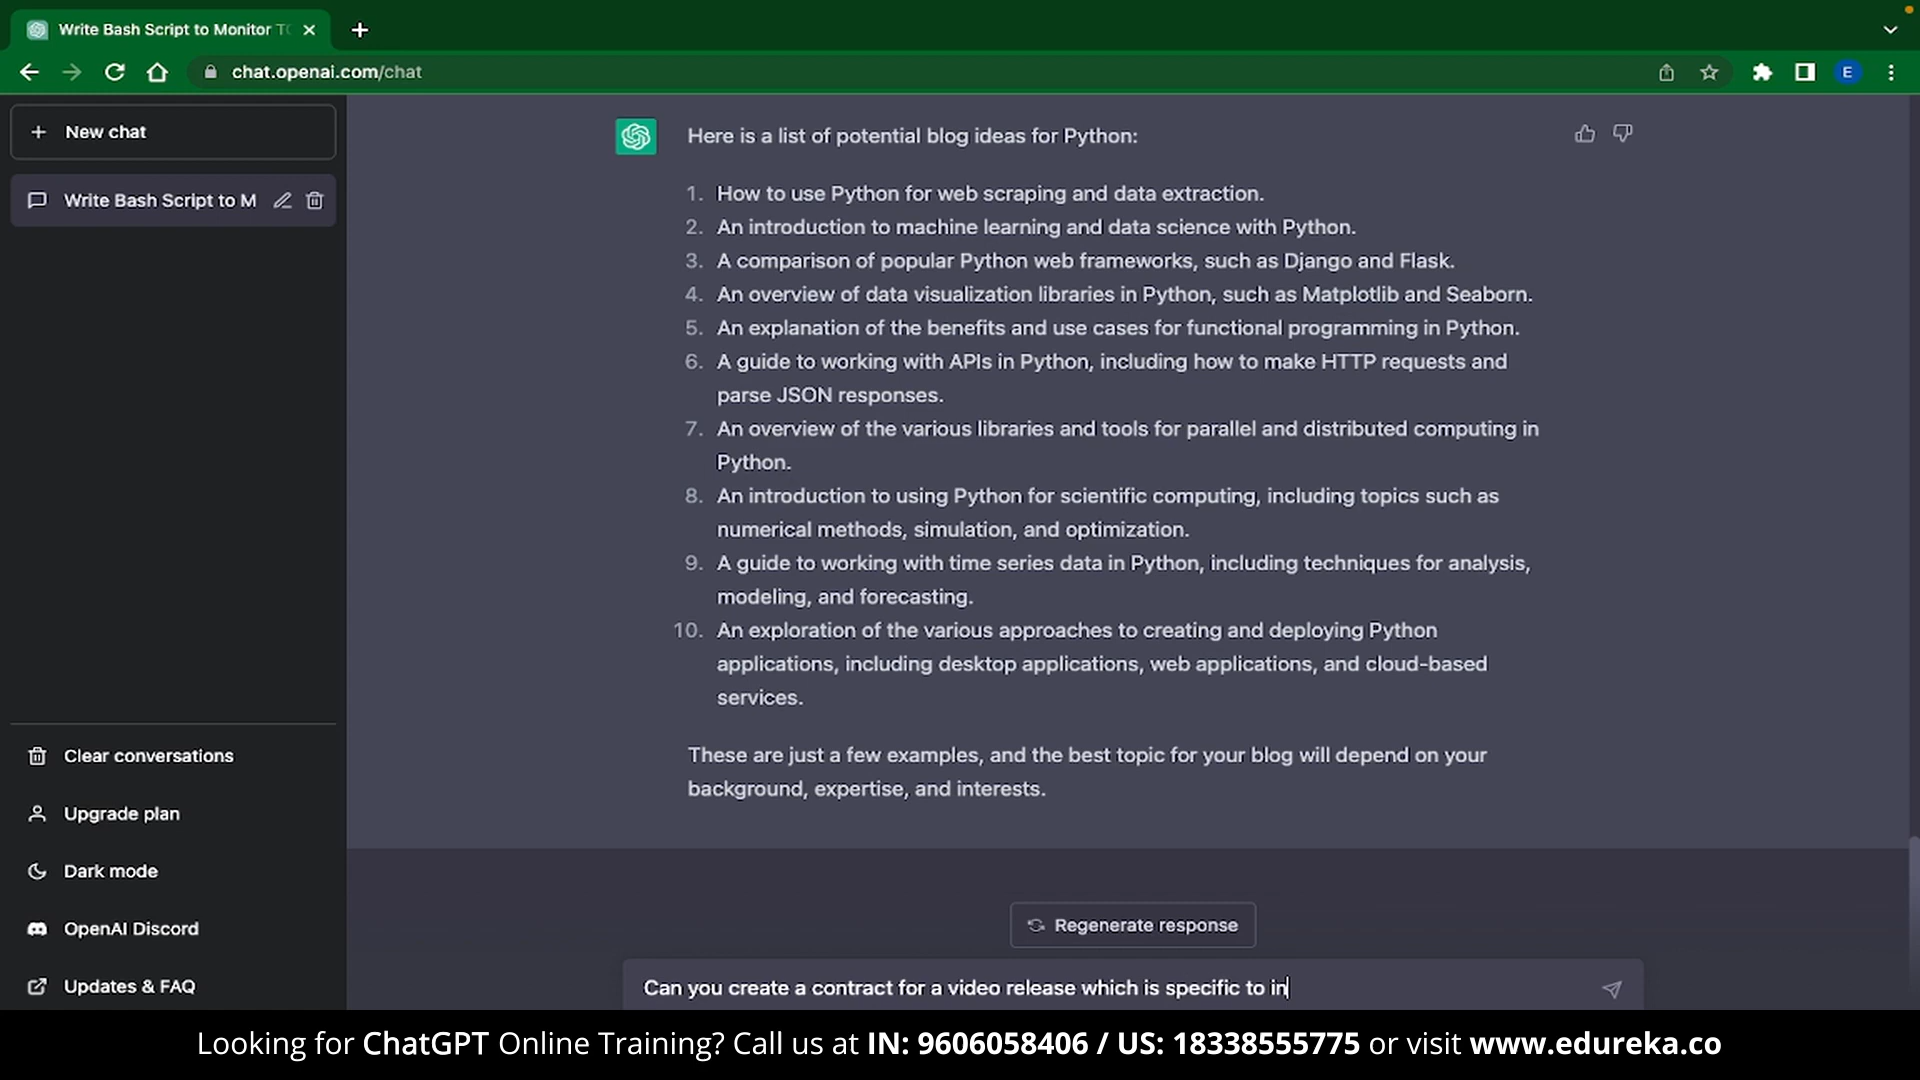 Write Bash Script to Monitor TC
chat.openai.com/chat
E
New chat
Write Bash Script to M
Here is a list of potential blog ideas for Python:
1. How to use Python for web scraping and data extraction.
2. An introduction to machine learning and data science with Python.
3. A comparison of popular Python web frameworks, such as Django and Flask.
4. An overview of data visualization libraries in Python, such as Matplotlib and Seaborn.
5. An explanation of the benefits and use cases for functional programming in Python.
6. A guide to working with APIs in Python, including how to make HTTP requests and
parse JSON responses.
7. An overview of the various libraries and tools for parallel and distributed computing in
Python.
8. An introduction to using Python for scientific computing, including topics such as
numerical methods, simulation, and optimization.
9. A guide to working with time series data in Python, including techniques for analysis,
modeling, and forecasting.
10. An exploration of the various approaches to creating and deploying Python
applications, including desktop applications, web applications, and cloud-based
services.
These are just a few examples, and the best topic for your blog will depend on your
background, expertise, and interests.
Clear conversations
Upgrade plan
Dark mode
OpenAI Discord
Updates & FAQ
Regenerate response
Can you create a contract for a video release which is specific to in
Looking for ChatGPT Online Training? Call us at IN: 9606058406 / US: 18338555775 or visit www.edureka.co